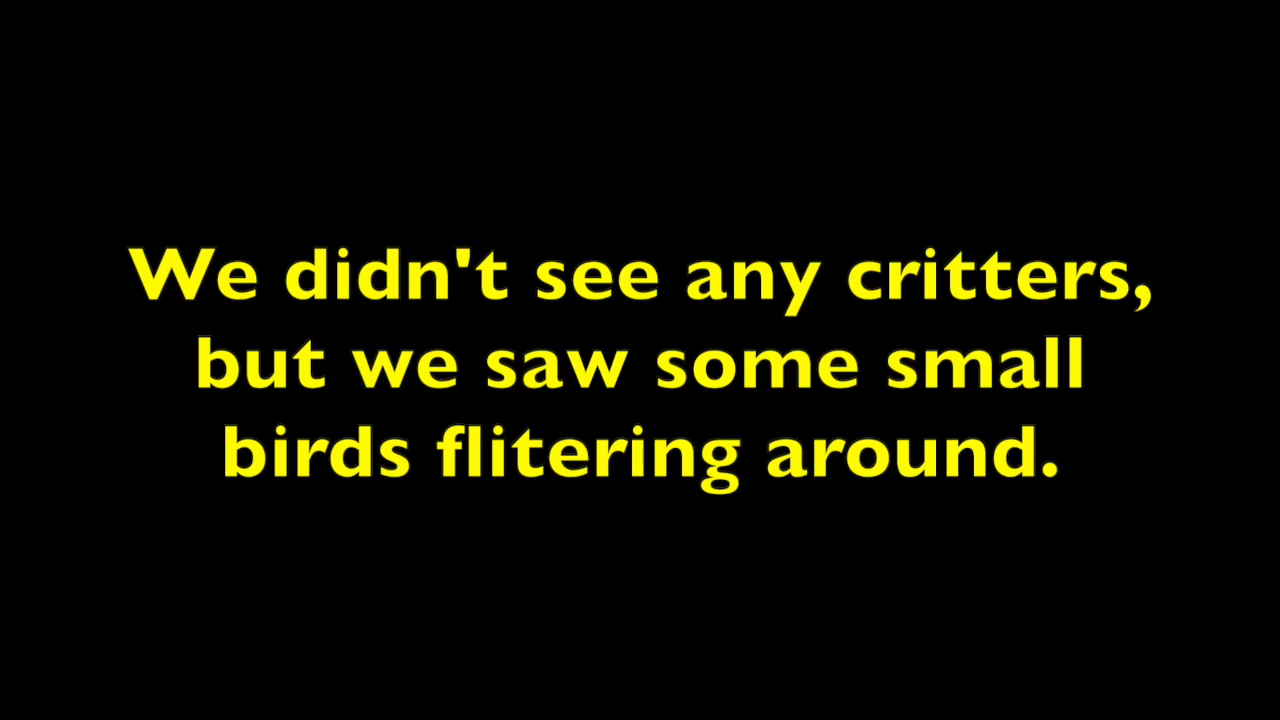 We didn't see any critters,
but we saw some small
birds flitering around.